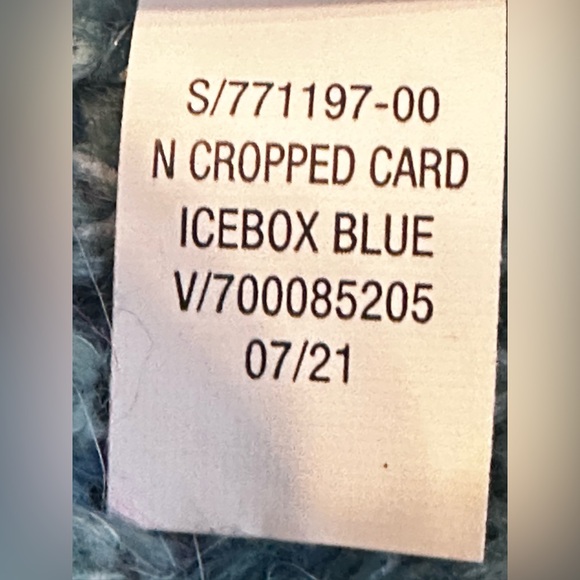 S/771197-00
N CROPPED CARD
ICEBOX BLUE
V/700085205
07/21